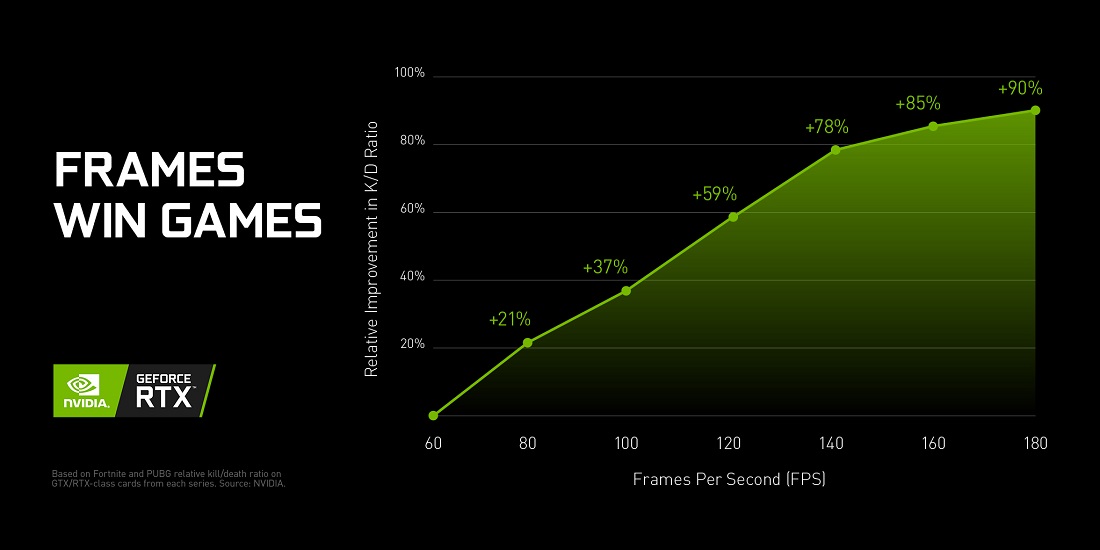 FRAMES
WIN GAMES
NVIDIA.
GEFORCE
RTX™
Based on Fortnite and PUBG relative kill/death ratio on
GTX/RTX-class cards from each series. Source: NVIDIA.
Relative Improvement in K/D Ratio
100%
80%
60%
40%
20%
+21%
+37%
+59%
+78%
+85%
+90%
60 80 100 120 140 160 180
Frames Per Second (FPS)